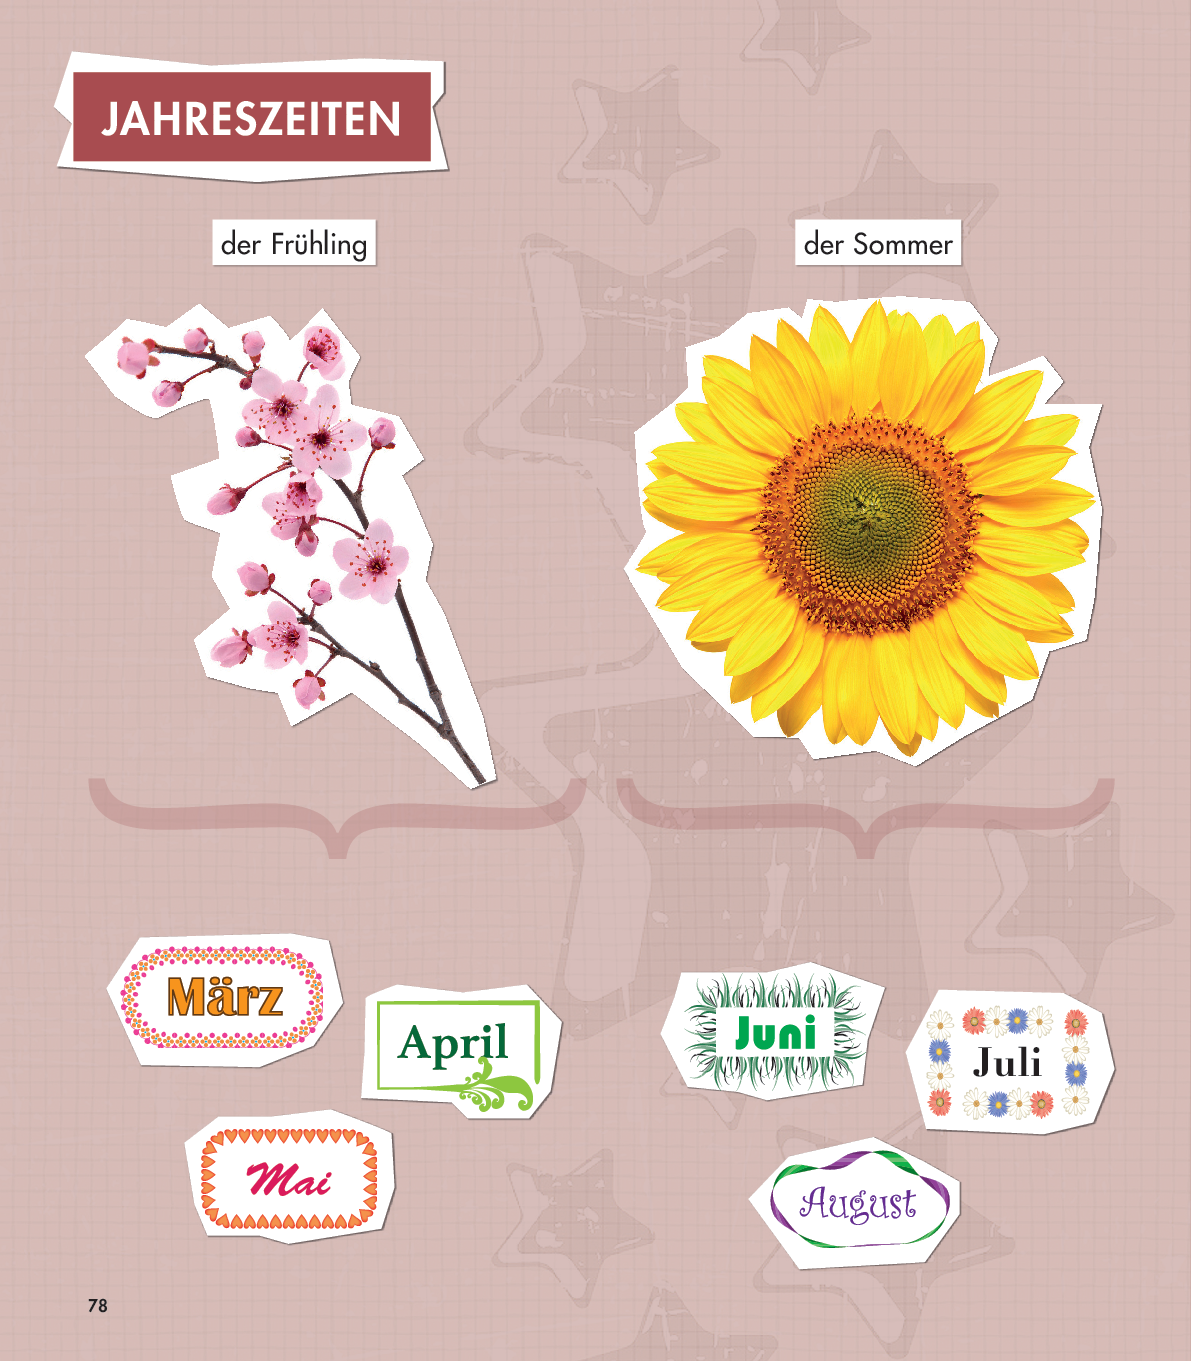 JAHRESZEITEN
der Frühling
der Sommer
März
April
Mai
Juni
Juli
August
78